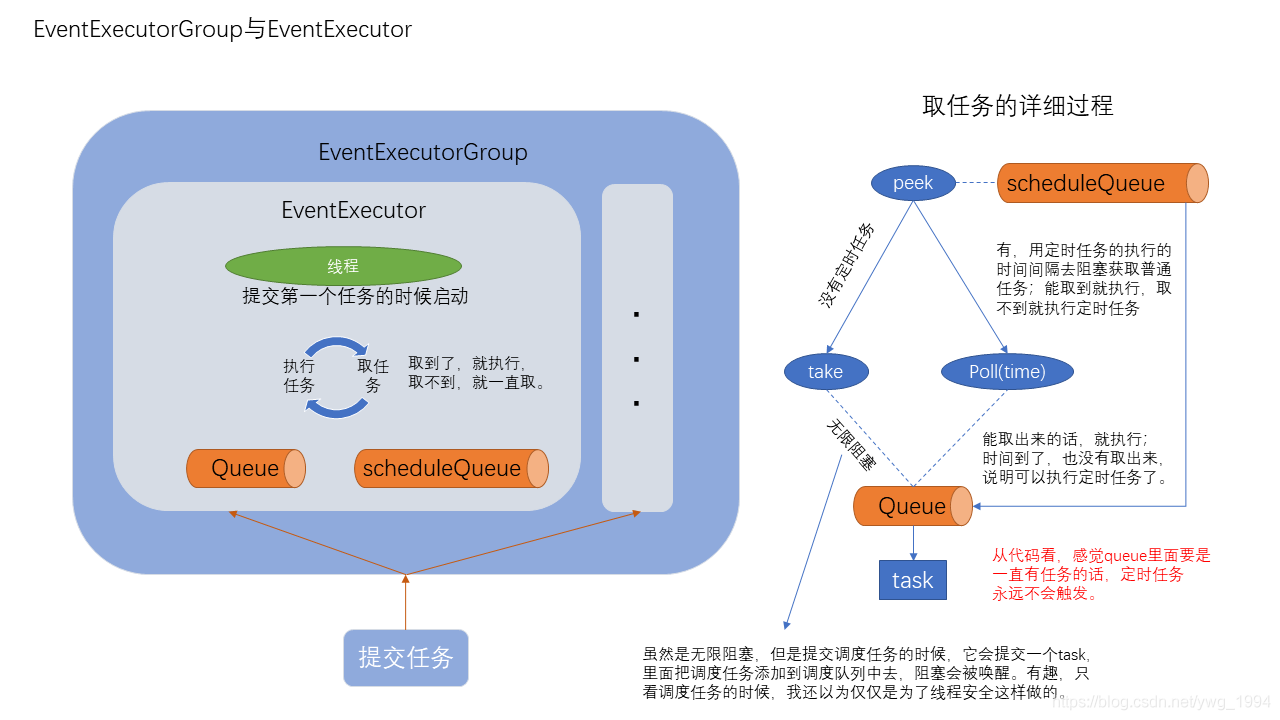 EventExecutorGroup与EventExecutor
EventExecutorGroup
EventExecutor
线程
提交第一个任务的时候启动
执行
任务
取任
务
取到了，就执行，
取不到，就一直取。
Queue
scheduleQueue
.
.
.
提交任务
取任务的详细过程
peek
scheduleQueue
没有定时任务
有，用定时任务的执行的
时间间隔去阻塞获取普通
任务；能取到就执行，取
不到就执行定时任务
take
Poll(time)
无限阻塞
能取出来的话，就执行；
时间到了，也没有取出来，
说明可以执行定时任务了。
Queue
task
从代码看，感觉queue里面要是
一直有任务的话，定时任务
永远不会触发。
虽然是无限阻塞，但是提交调度任务的时候，它会提交一个task，
里面把调度任务添加到调度队列中去，阻塞会被唤醒。有趣，只
看调度任务的时候，我还以为仅仅是为了线程安全这样做的。
https://blog.csdn.net/ywg_1994